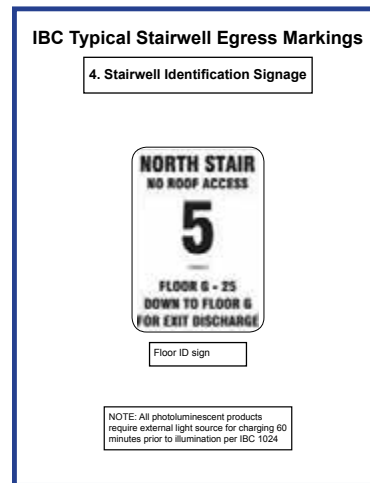 IBC Typical Stairwell Egress Markings
4. Stairwell Identification Signage
NORTH STAIR
NO ROOF ACCESS
5
FLOOR G - 25
DOWN TO FLOOR G
FOR EXIT DISCHARGE
Floor ID sign
NOTE: All photoluminescent products
require external light source for charging 60
minutes prior to illumination per IBC 1024